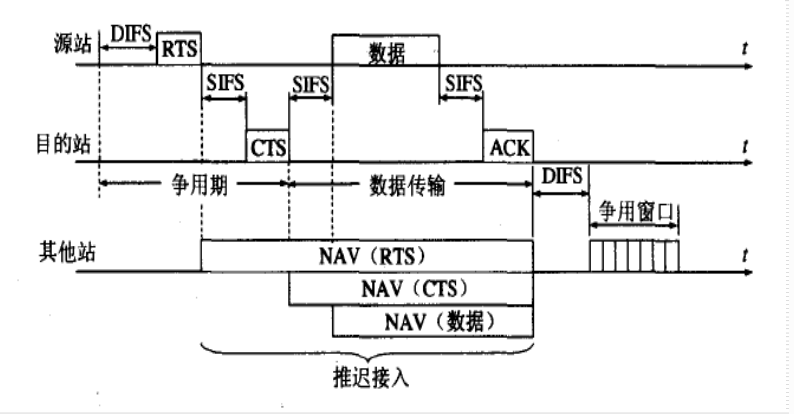 源站 DIFS RTS 数据 t
SIFS SIFS SIFS
目的站 CTS ACK t
争用期 数据传输 DIFS
争用窗口
其他站 NAV（RTS） t
NAV（CTS）
NAV（数据）
推迟接入